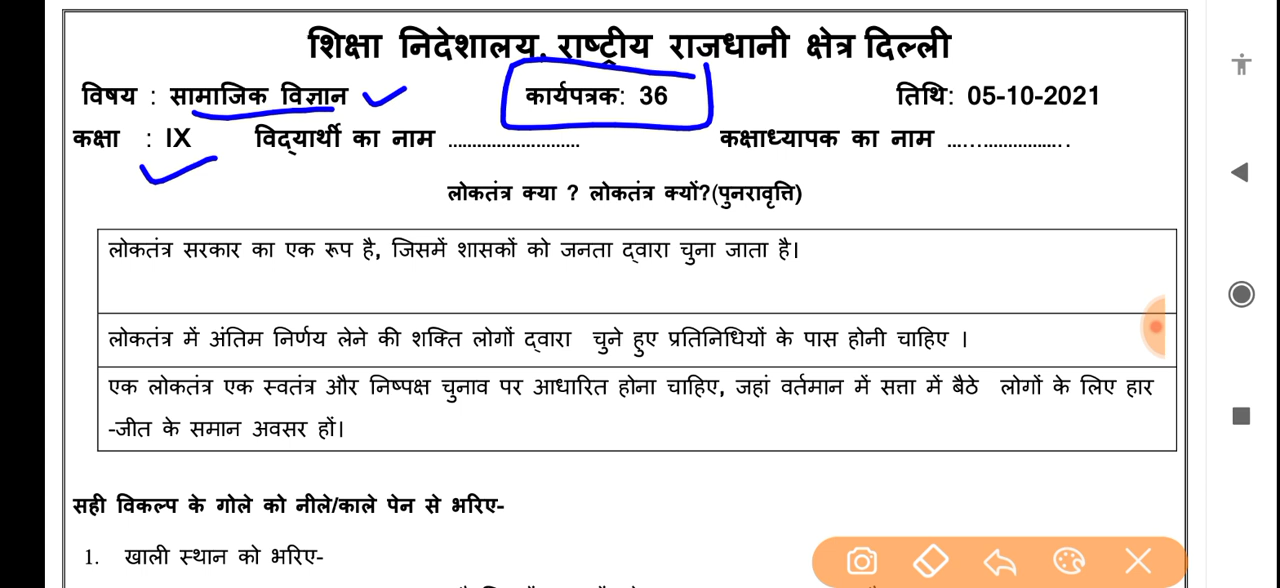 शिक्षा निदेशालय, राष्ट्रीय राजधानी क्षेत्र दिल्ली
विषय : सामाजिक विज्ञान कार्यपत्रक: 36 तिथि: 05-10-2021
कक्षा : IX विद्यार्थी का नाम ........................... कक्षाध्यापक का नाम ........................
लोकतंत्र क्या ? लोकतंत्र क्यों?(पुनरावृत्ति)
लोकतंत्र सरकार का एक रूप है, जिसमें शासकों को जनता द्वारा चुना जाता है।
लोकतंत्र में अंतिम निर्णय लेने की शक्ति लोगों द्वारा चुने हुए प्रतिनिधियों के पास होनी चाहिए ।
एक लोकतंत्र एक स्वतंत्र और निष्पक्ष चुनाव पर आधारित होना चाहिए, जहां वर्तमान में सत्ता में बैठे लोगों के लिए हार
-जीत के समान अवसर हों।
सही विकल्प के गोले को नीले/काले पेन से भरिए-
1. खाली स्थान को भरिए-